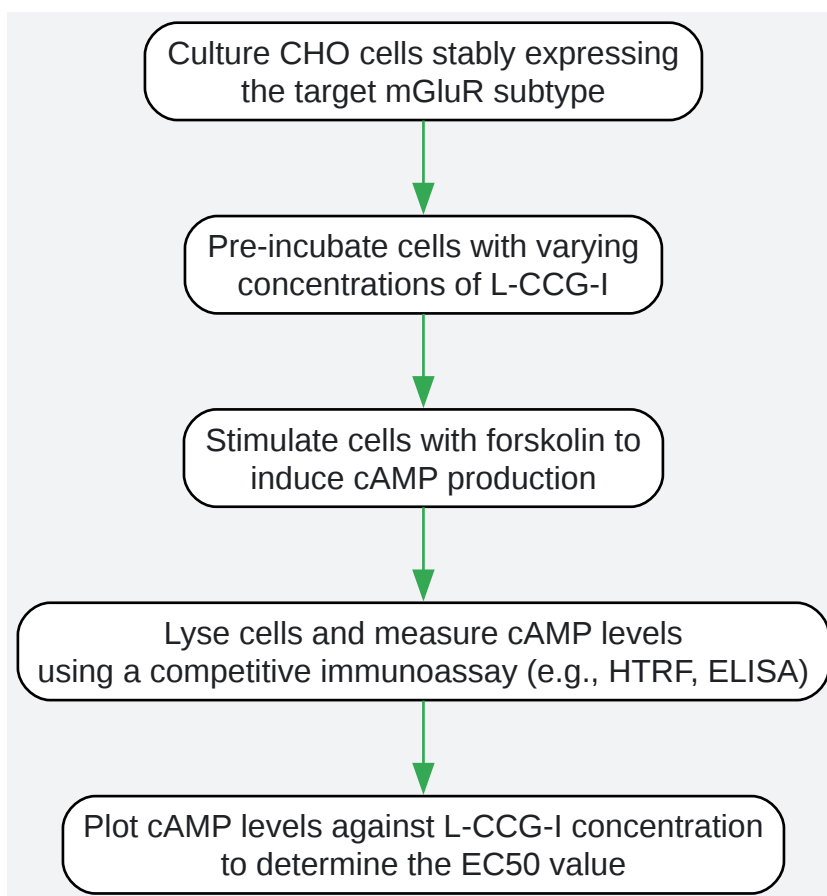 Culture CHO cells stably expressing
the target mGluR subtype
Pre-incubate cells with varying
concentrations of L-CCG-I
Stimulate cells with forskolin to
induce cAMP production
Lyse cells and measure cAMP levels
using a competitive immunoassay (e.g., HTRF, ELISA)
Plot cAMP levels against L-CCG-I concentration
to determine the EC50 value